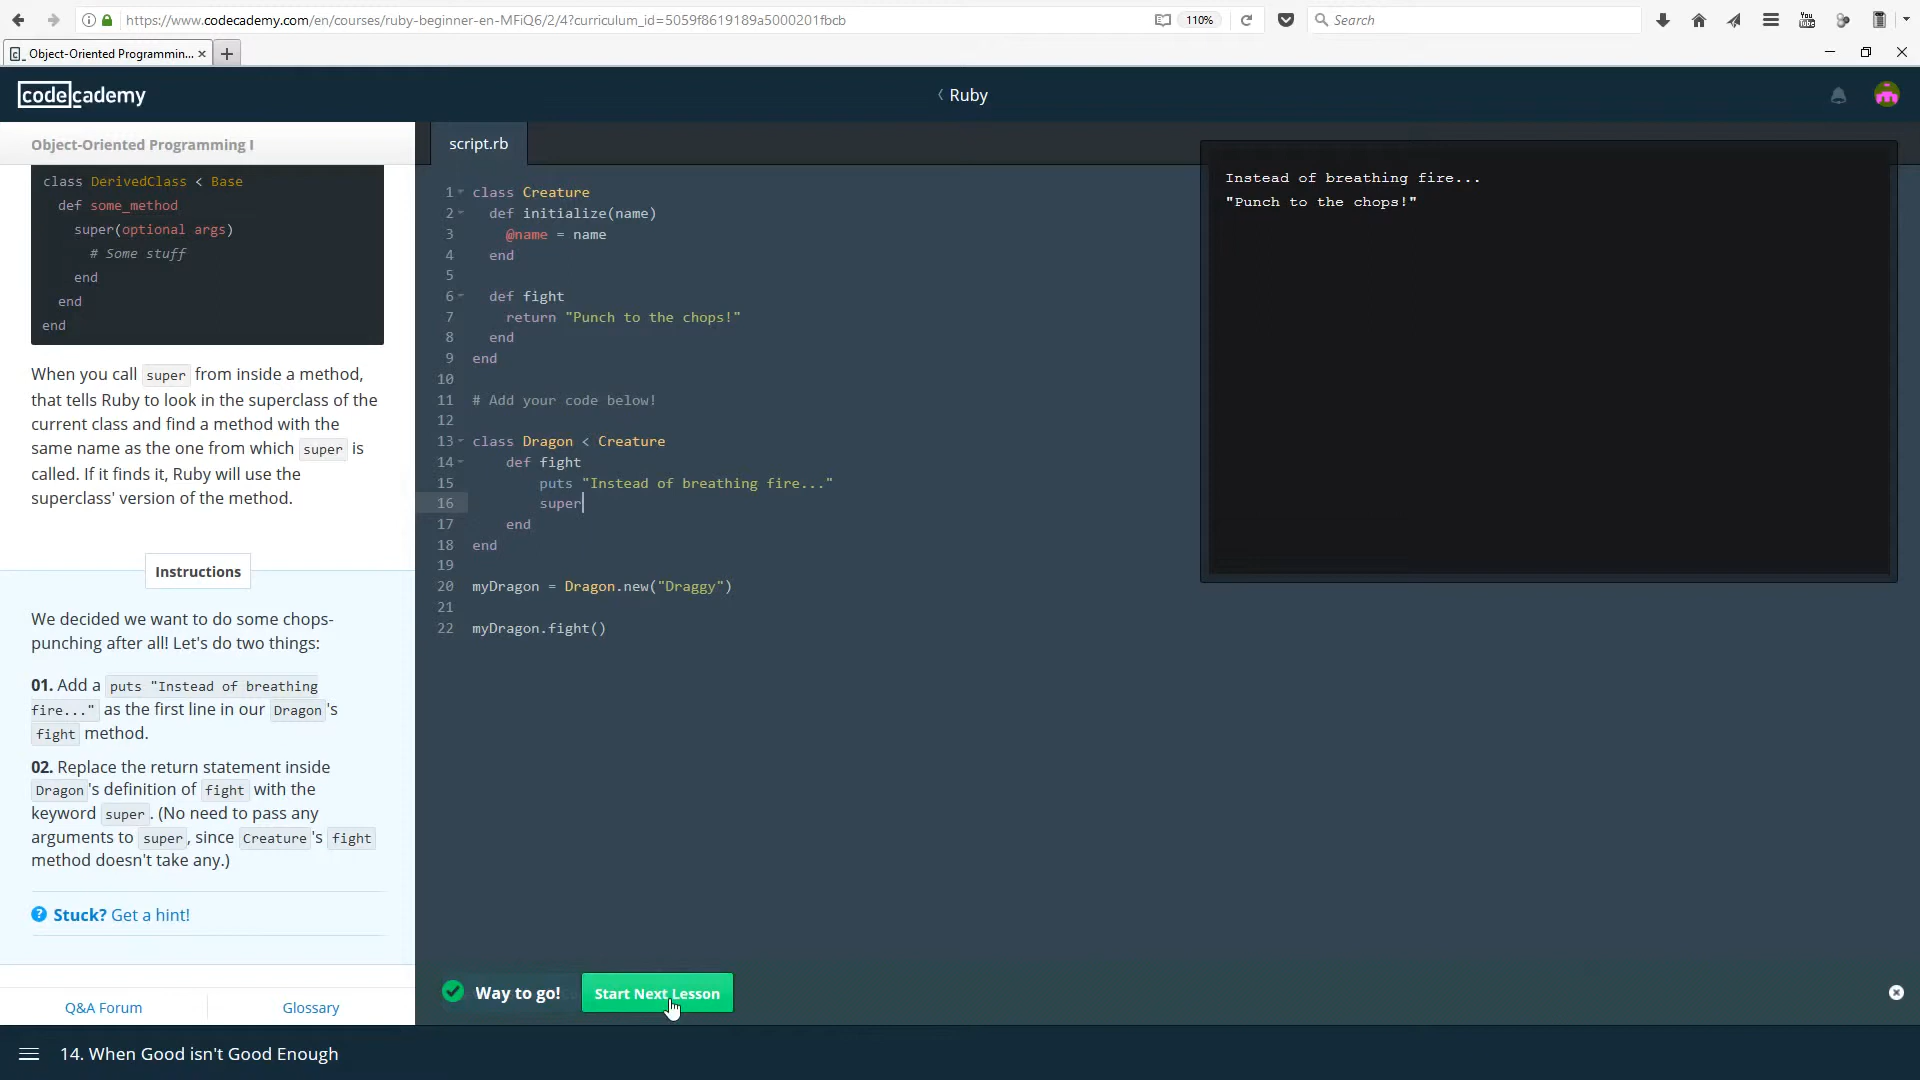 https://www.codecademy.com/en/courses/ruby-beginner-en-MFiQ6/2/4?curriculum_id=5059f8619189a5000201fbcb
110%
Search
You
Object-Oriented Programmin...
codecademy
Ruby
Object-Oriented Programming I
class DerivedClass < Base
def some_method
super(optional args)
# Some stuff
end
end
end
When you call super from inside a method,
that tells Ruby to look in the superclass of the
current class and find a method with the
same name as the one from which super is
called. If it finds it, Ruby will use the
superclass' version of the method.
Instructions
We decided we want to do some chops-
punching after all! Let's do two things:
01. Add a puts "Instead of breathing
fire..." as the first line in our Dragon's
fight method.
02. Replace the return statement inside
Dragon's definition of fight with the
keyword super. (No need to pass any
arguments to super, since Creature's fight
method doesn't take any.)
? Stuck? Get a hint!
Q&A Forum
Glossary
script.rb
1 class Creature
2 def initialize(name)
3 @name = name
4 end
5
6 def fight
7 return "Punch to the chops!"
8 end
9 end
10
11 # Add your code below!
12
13 class Dragon < Creature
14 def fight
15 puts "Instead of breathing fire..."
16 super
17 end
18 end
19
20 myDragon = Dragon.new("Draggy")
21
22 myDragon.fight()
Instead of breathing fire...
"Punch to the chops!"
Way to go!
Start Next Lesson
14. When Good isn't Good Enough